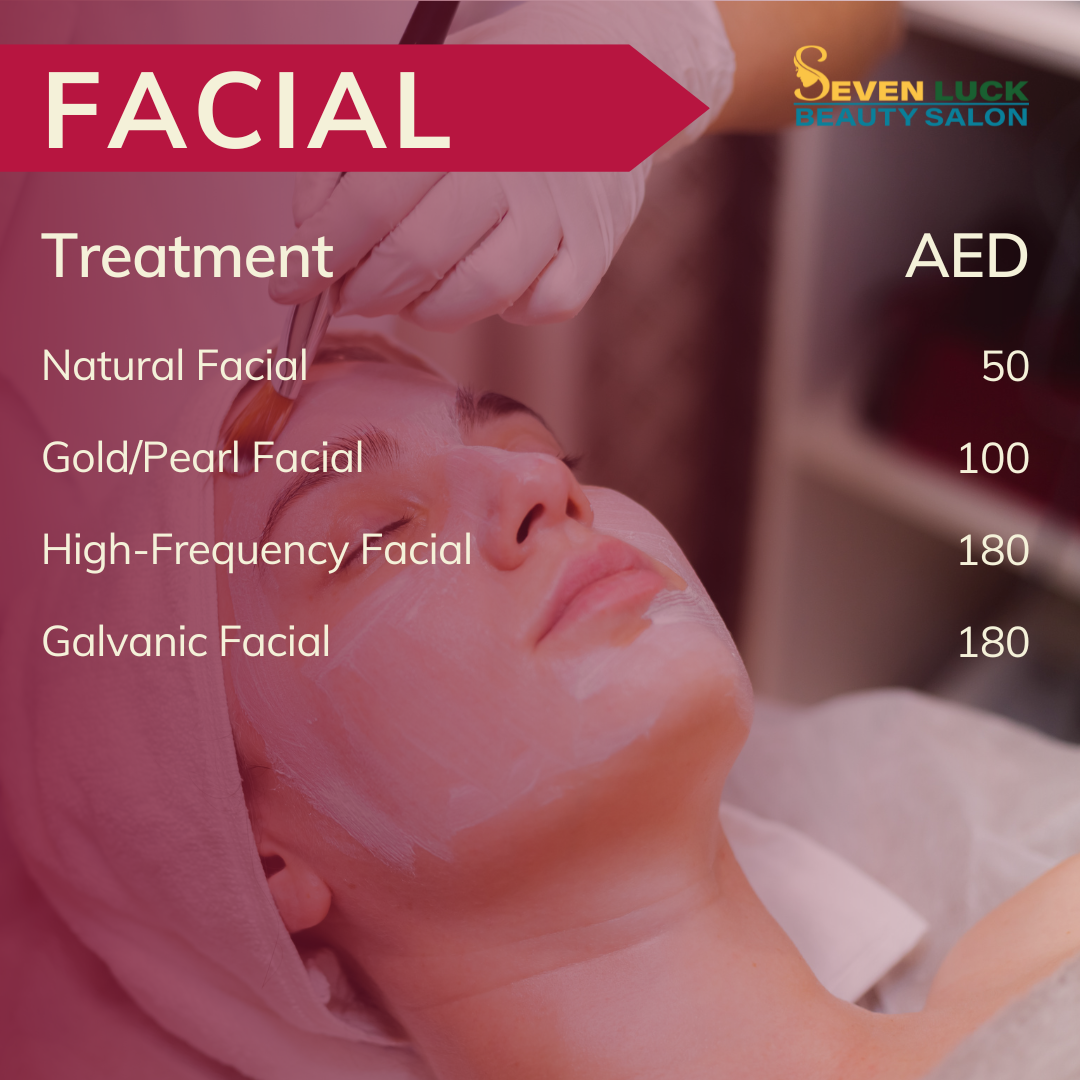 FACIAL
SEVEN LUCK
BEAUTY SALON
Treatment AED
Natural Facial 50
Gold/Pearl Facial 100
High-Frequency Facial 180
Galvanic Facial 180